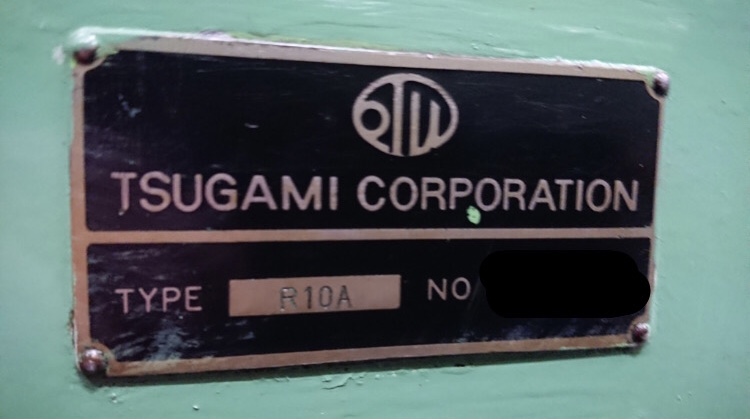 TSUGAMI CORPORATION
TYPE R10A NO